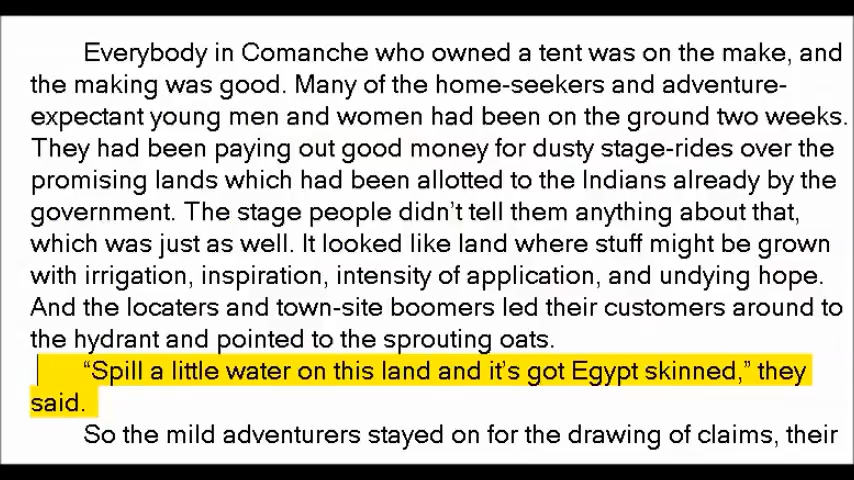 Everybody in Comanche who owned a tent was on the make, and
the making was good. Many of the home-seekers and adventure-
expectant young men and women had been on the ground two weeks.
They had been paying out good money for dusty stage-rides over the
promising lands which had been allotted to the Indians already by the
government. The stage people didn’t tell them anything about that,
which was just as well. It looked like land where stuff might be grown
with irrigation, inspiration, intensity of application, and undying hope.
And the locaters and town-site boomers led their customers around to
the hydrant and pointed to the sprouting oats.
“Spill a little water on this land and it’s got Egypt skinned,” they
said.
So the mild adventurers stayed on for the drawing of claims, their